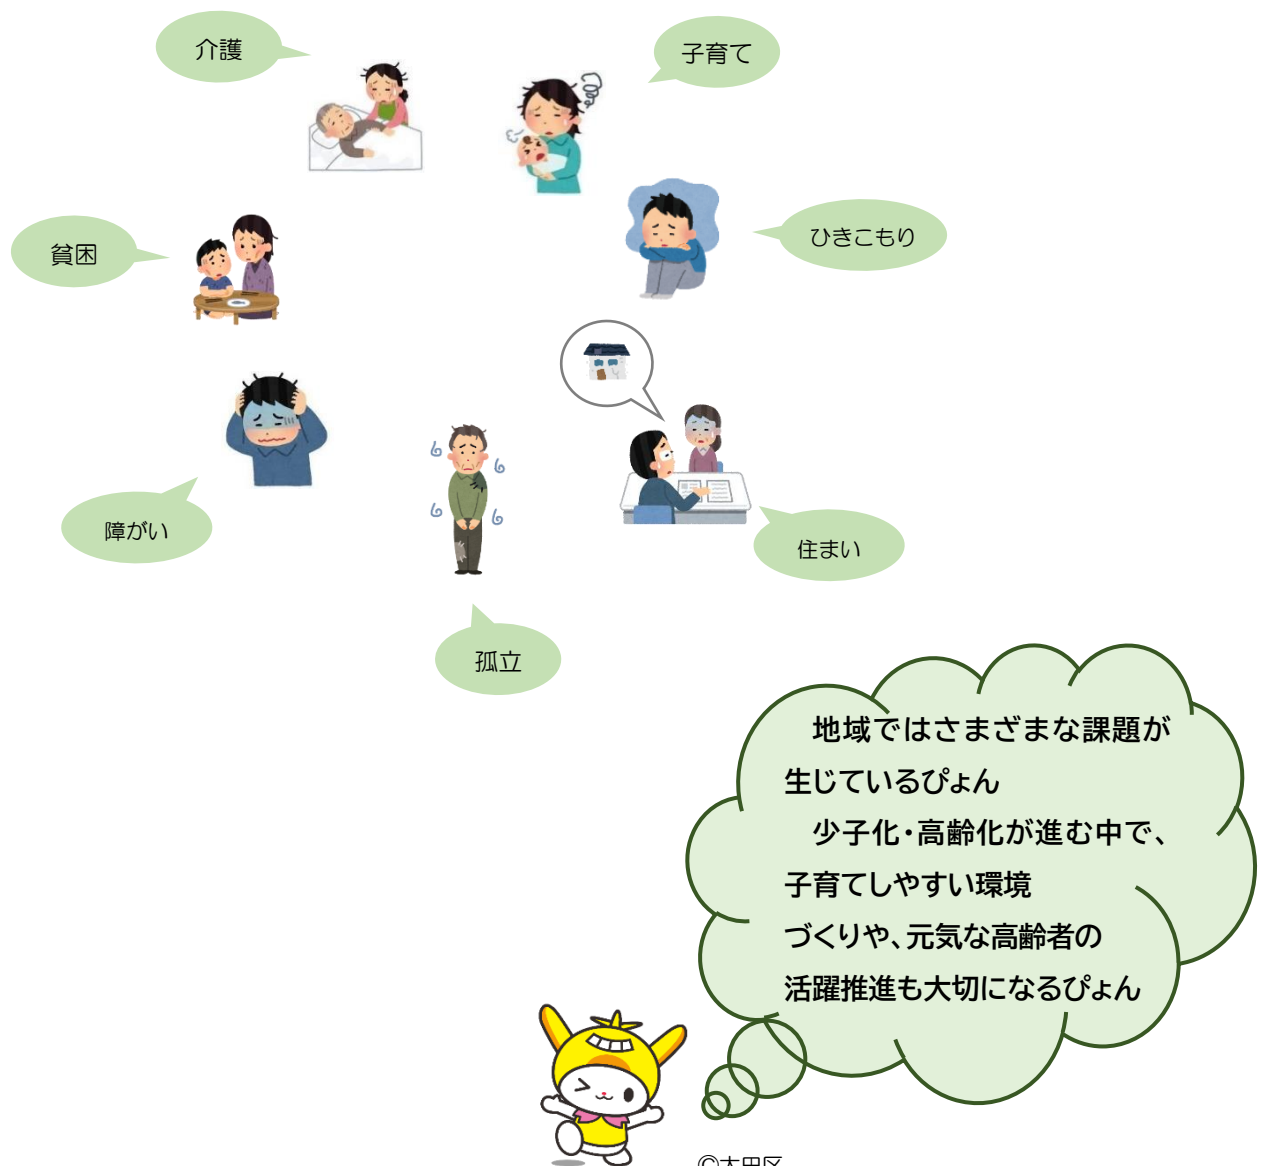 介護
子育て
ひきこもり
貧困
障がい
住まい
孤立
地域ではさまざまな課題が
生じているぴょん
少子化・高齢化が進む中で、
子育てしやすい環境
づくりや、元気な高齢者の
活躍推進も大切になるぴょん